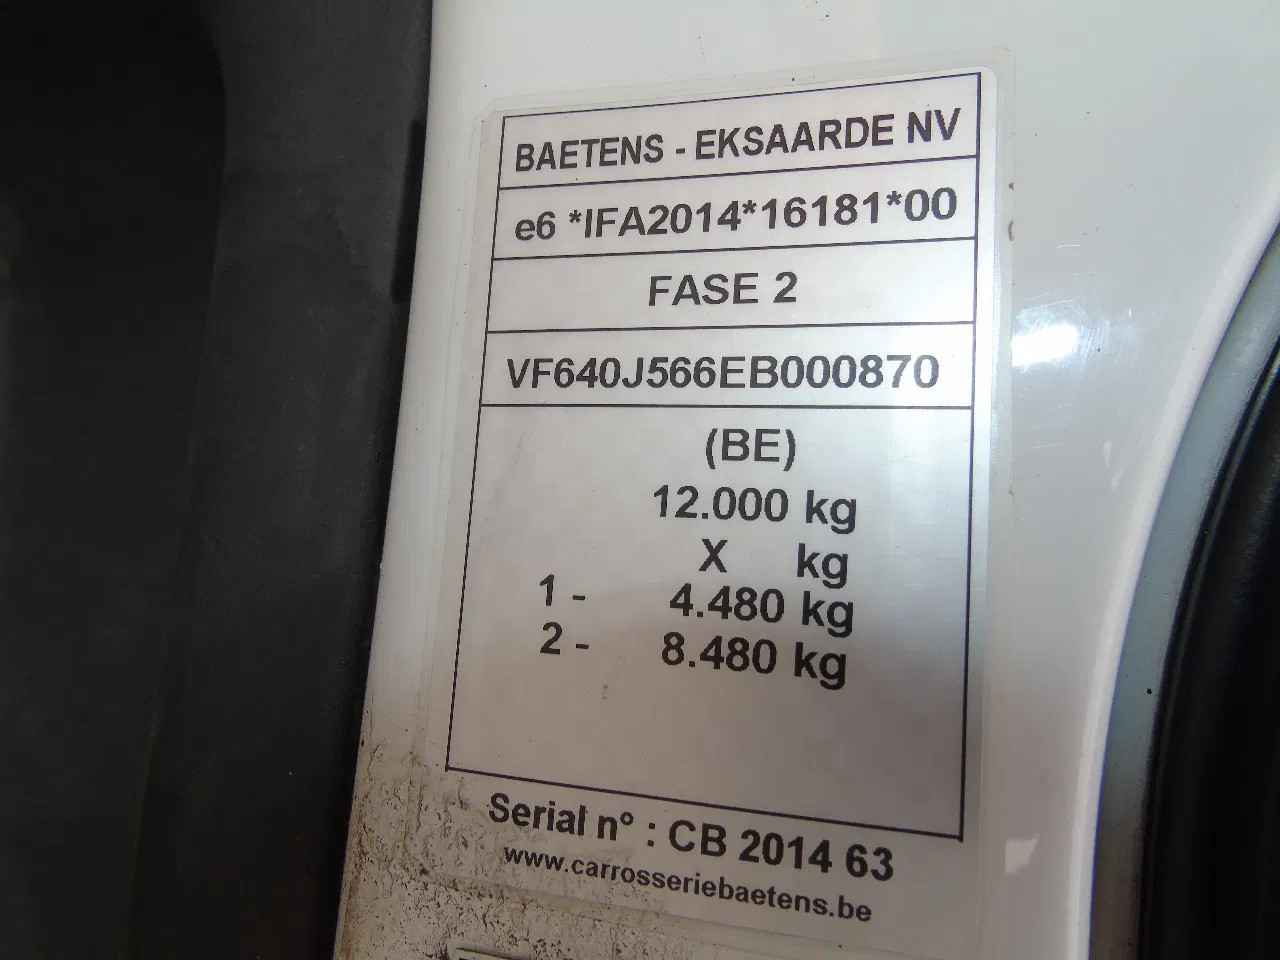 BAETENS - EKSAARDE NV
e6 *IFA2014*16181*00
FASE 2
VF640J566EB000870
(BE)
12.000 kg
X kg
1 - 4.480 kg
2 - 8.480 kg
Serial n° : CB 2014 63
www.carrosseriebaetens.be